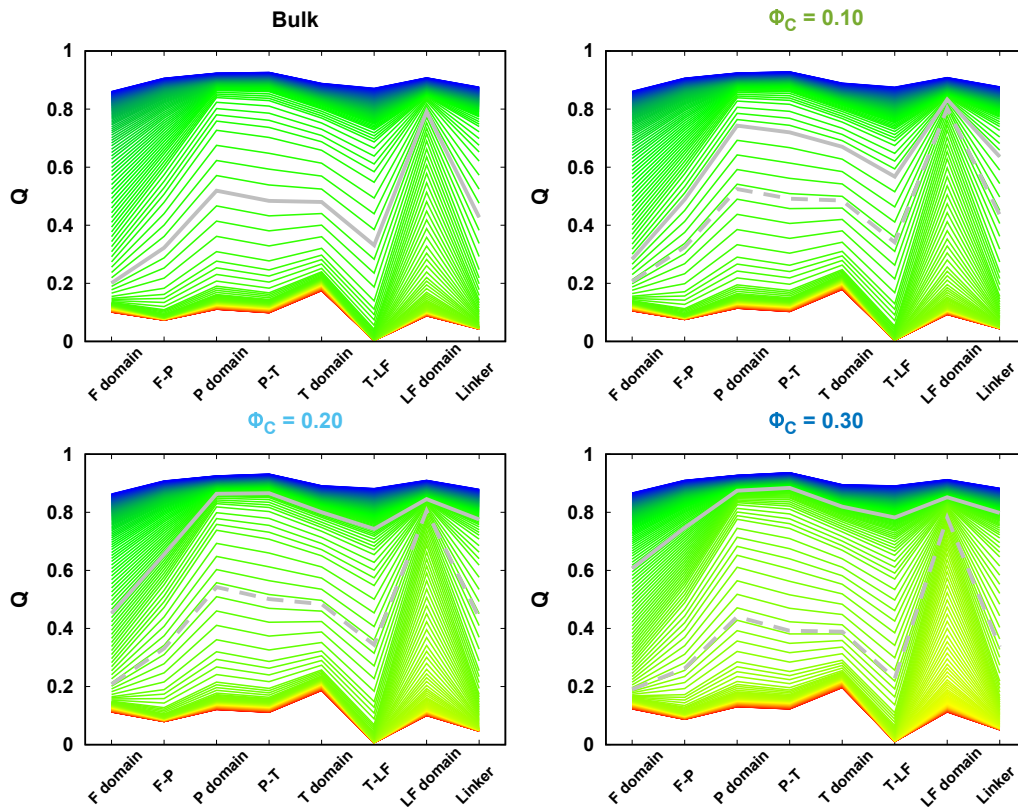 Bulk
Φ_C = 0.10
1
0.8
0.6
0.4
0.2
0
Q
F domain
F-P
P domain
P-T
T domain
T-LF
LF domain
Linker
1
0.8
0.6
0.4
0.2
0
Q
F domain
F-P
P domain
P-T
T domain
T-LF
LF domain
Linker
Φ_C = 0.20
Φ_C = 0.30
1
0.8
0.6
0.4
0.2
0
Q
F domain
F-P
P domain
P-T
T domain
T-LF
LF domain
Linker
1
0.8
0.6
0.4
0.2
0
Q
F domain
F-P
P domain
P-T
T domain
T-LF
LF domain
Linker